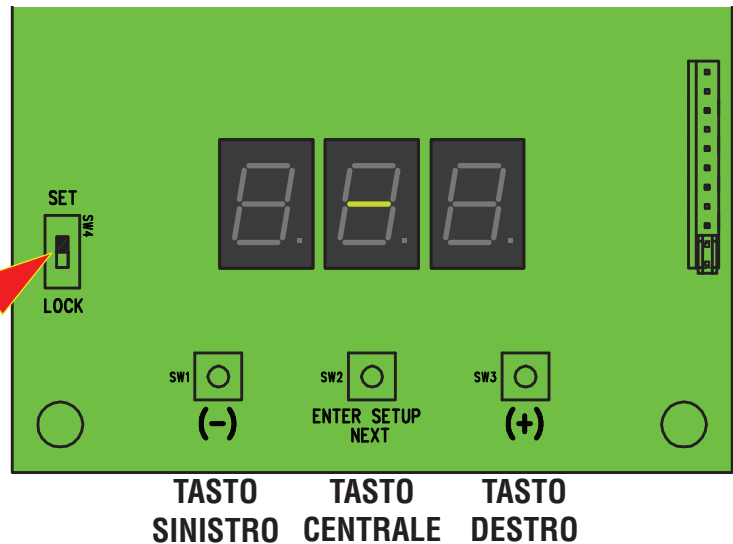 SET
SW4
LOCK
SW1
SW2
SW3
(-)
ENTER SETUP
NEXT
(+)
TASTO
SINISTRO
TASTO
CENTRALE
TASTO
DESTRO